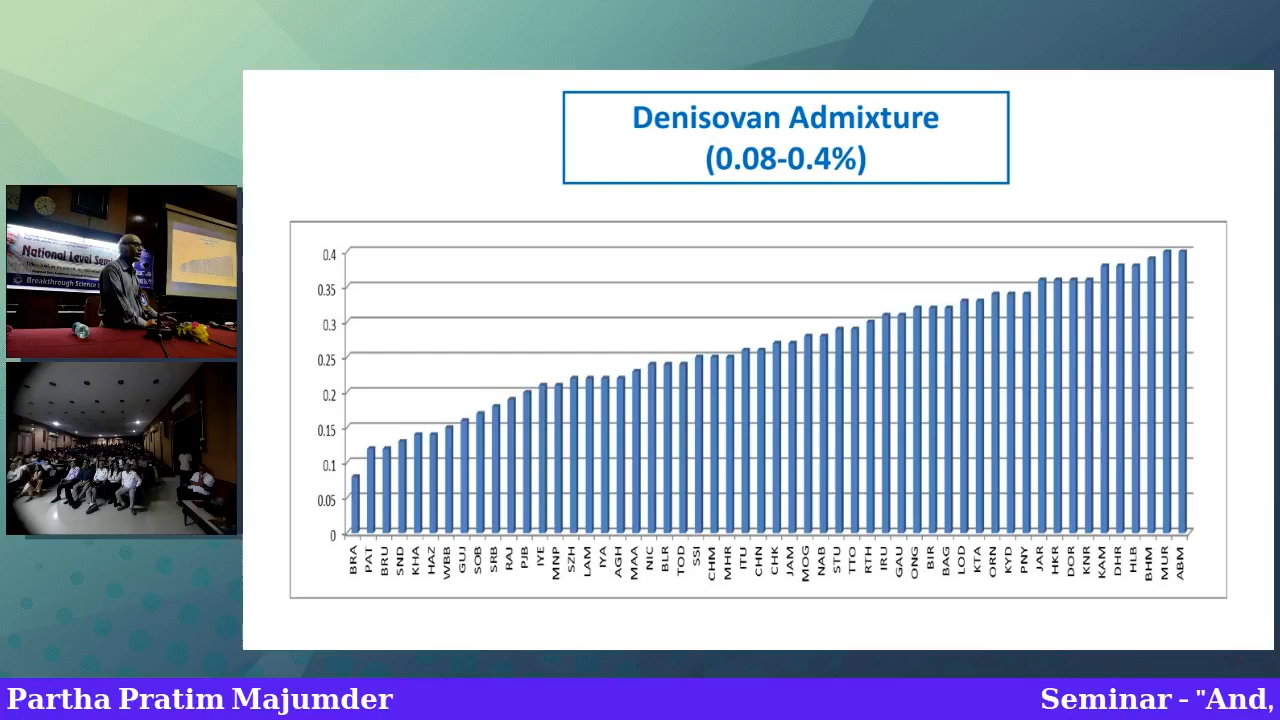 Denisovan Admixture
(0.08-0.4%)
0.4
0.35
0.3
0.25
0.2
0.15
0.1
0.05
0
BRA PAT BRU SND KHA HAZ WBB GUJ SOB SRB RAJ PJB IYE MNP SZH LAM IYA AGH MAA NIC BLR TOD SSI CHM MHR ITU CHN CHK JAM MOG NAB STU TTO RTH IRU GAU ONG BIR BAG LOD KTA ORN KYD PNY JAR HKR DOR KNR KAM DHR HLB BHM MUR ABM
National Level Semi
Breakthrough Science
Partha Pratim Majumder
Seminar - "And,